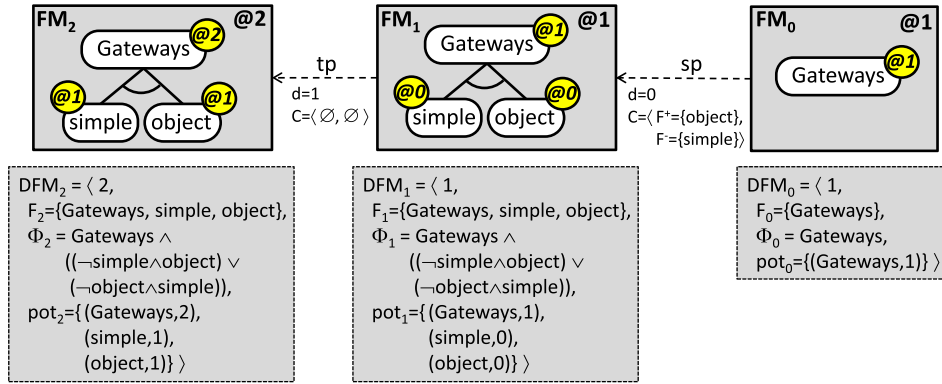 FM₂ @2
Gateways @2
@1 @1
simple object
tp
d=1
C=⟨ ∅, ∅ ⟩
FM₁ @1
Gateways @1
@0 @0
simple object
sp
d=0
C=⟨ F⁺={object},
F⁻={simple}⟩
FM₀ @1
Gateways @1
DFM₂ = ⟨ 2,
F₂={Gateways, simple, object},
Φ₂ = Gateways ∧
((¬simple∧object) ∨
(¬object∧simple)),
pot₂={(Gateways,2),
(simple,1),
(object,1)} ⟩
DFM₁ = ⟨ 1,
F₁={Gateways, simple, object},
Φ₁ = Gateways ∧
((¬simple∧object) ∨
(¬object∧simple)),
pot₁={(Gateways,1),
(simple,0),
(object,0)} ⟩
DFM₀ = ⟨ 1,
F₀={Gateways},
Φ₀ = Gateways,
pot₀={(Gateways,1)} ⟩